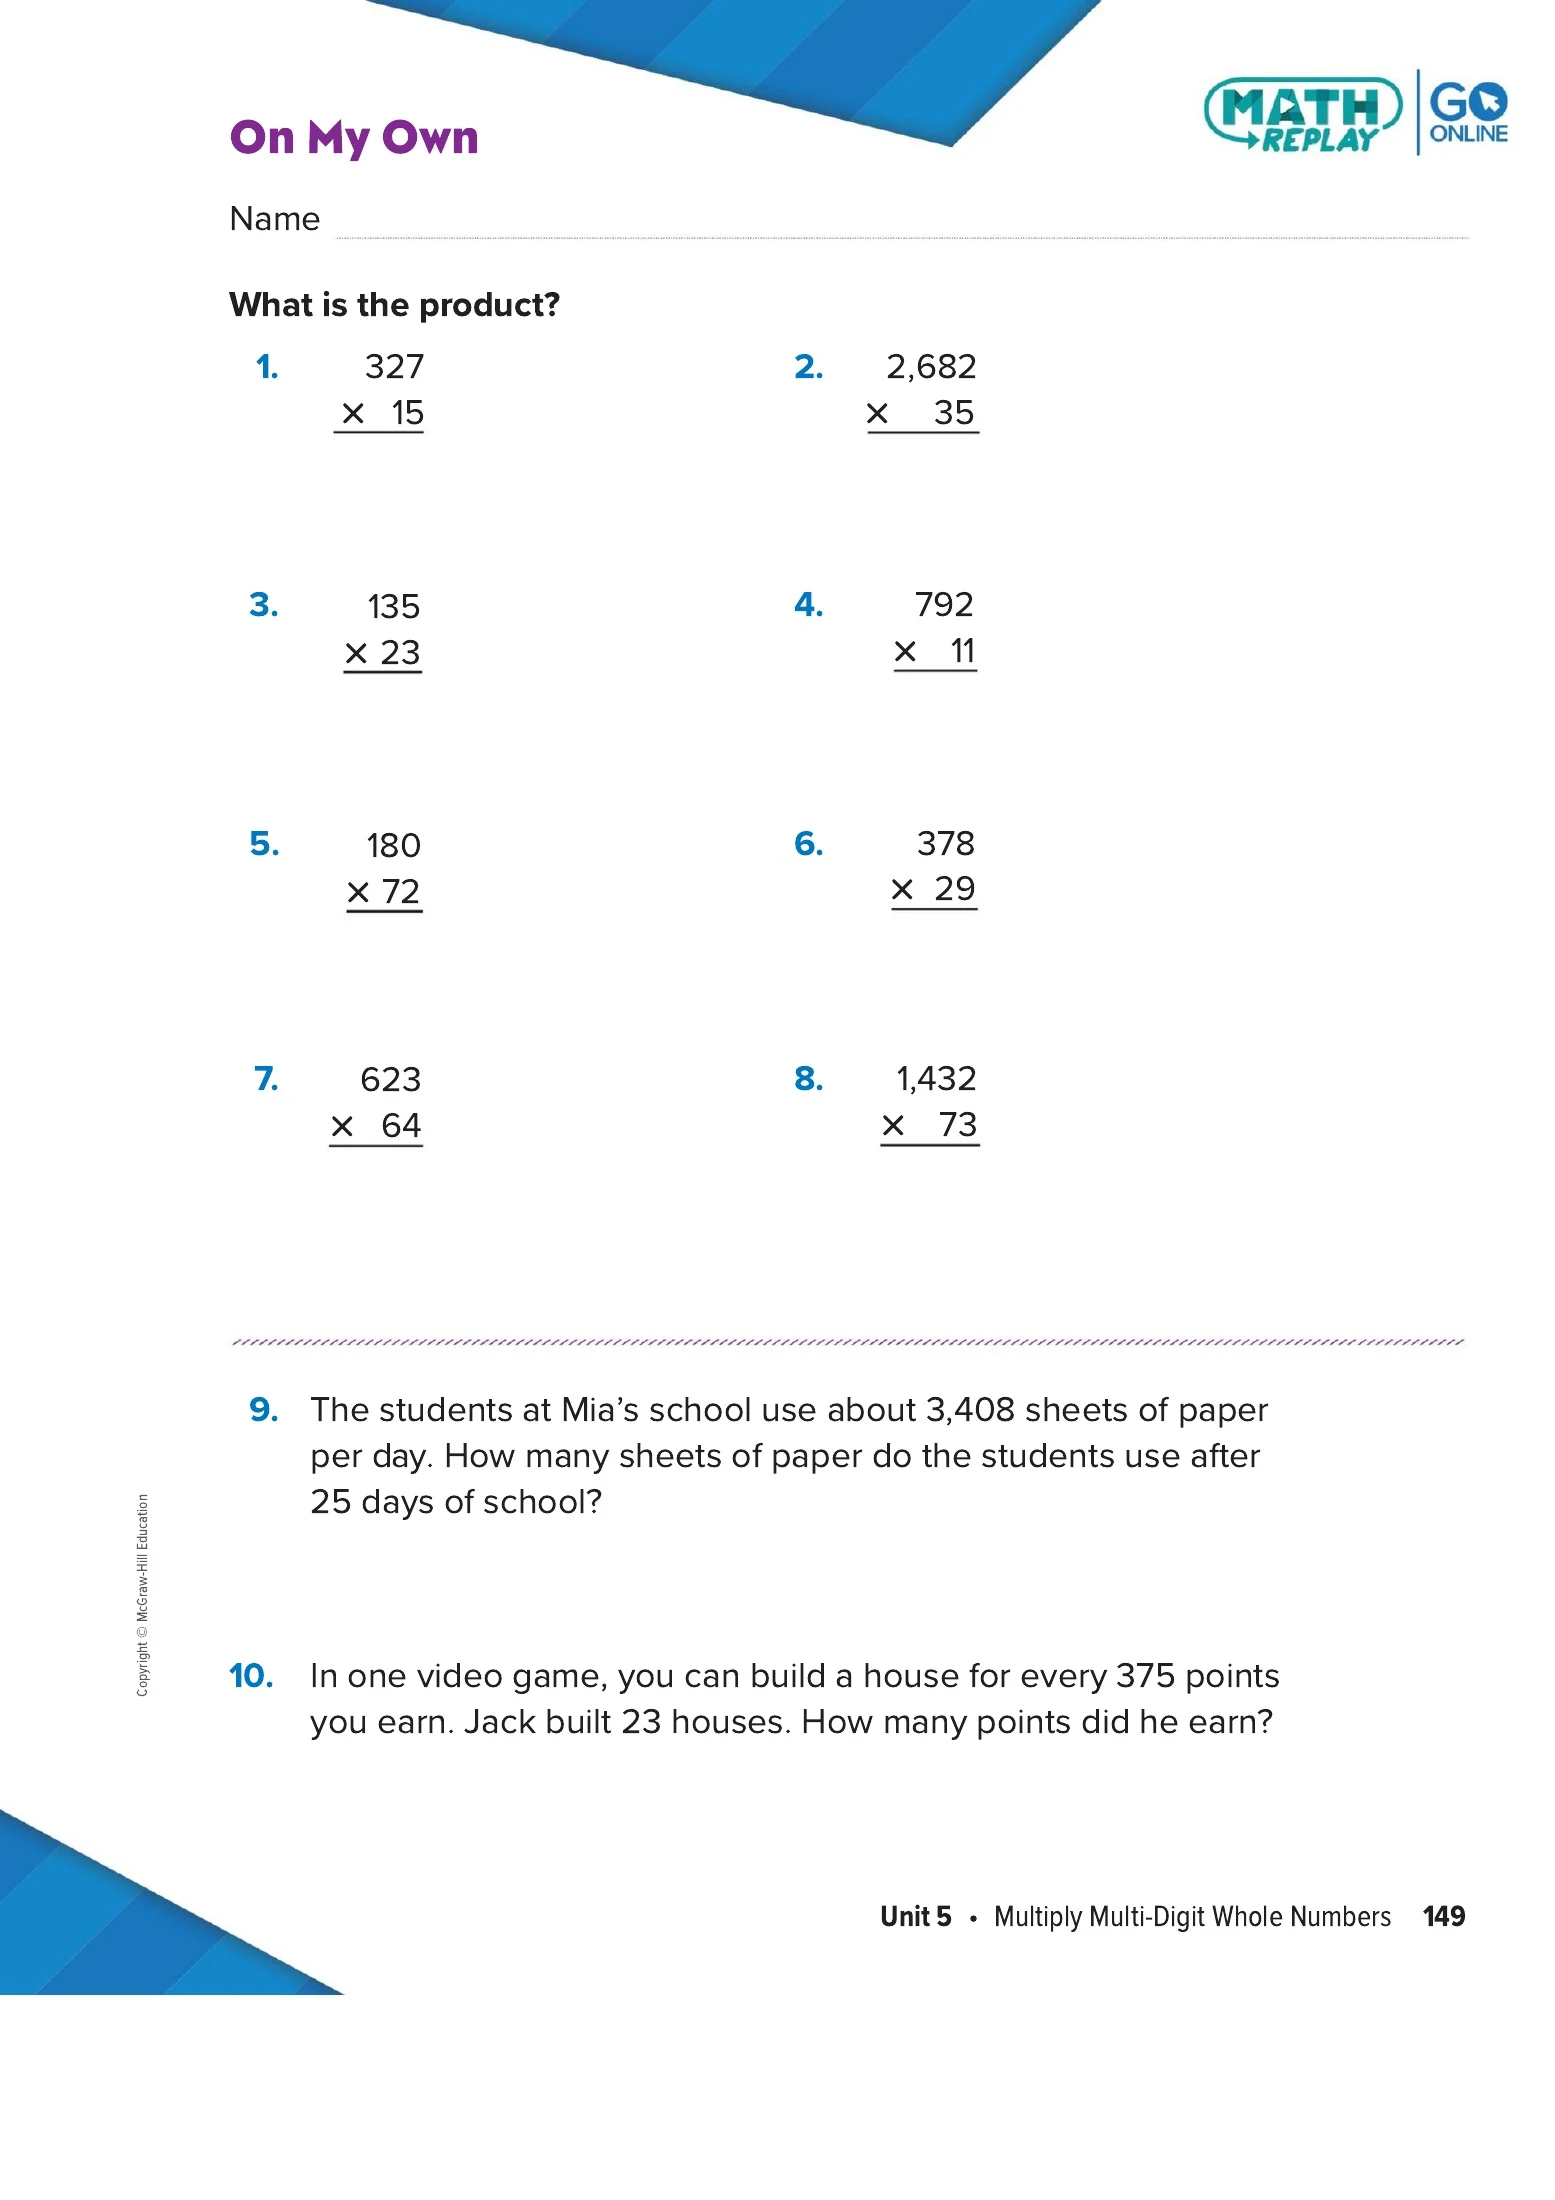 MATH
REPLAY
GO
ONLINE
On My Own
Name
What is the product?
1. 327
× 15
2. 2,682
× 35
3. 135
× 23
4. 792
× 11
5. 180
× 72
6. 378
× 29
7. 623
× 64
8. 1,432
× 73
9. The students at Mia’s school use about 3,408 sheets of paper
per day. How many sheets of paper do the students use after
25 days of school?
10. In one video game, you can build a house for every 375 points
you earn. Jack built 23 houses. How many points did he earn?
Copyright © McGraw-Hill Education
Unit 5 • Multiply Multi-Digit Whole Numbers 149